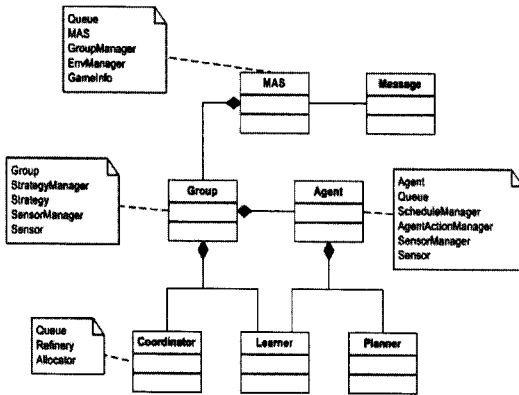 Queue
MAS
GroupManager
EnvManager
GameInfo
MAS
Message
Group
StrategyManager
Strategy
SensorManager
Sensor
Group
Agent
Agent
Queue
ScheduleManager
AgentActionManager
SensorManager
Sensor
Queue
Refinery
Allocator
Coordinator
Learner
Planner